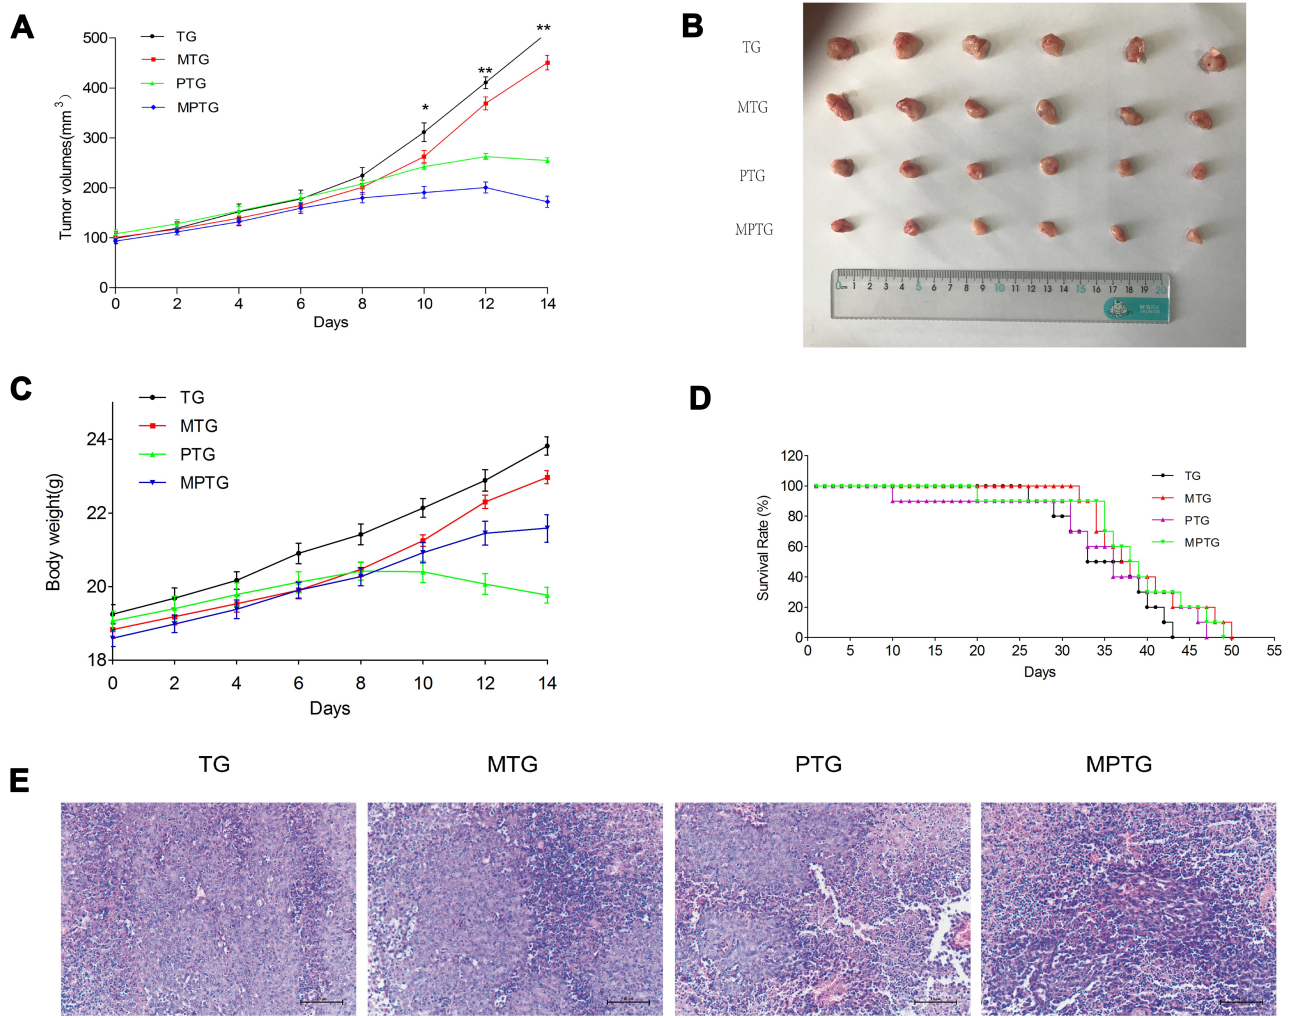 A
TG
MTG
PTG
MPTG
Tumor volumes(mm³)
500
400
300
200
100
0
*
**
**
0 2 4 6 8 10 12 14
Days
B
TG
MTG
PTG
MPTG
0cm 1 2 3 4 5 6 7 8 9 10 11 12 13 14 15 16 17 18 19 20
C
TG
MTG
PTG
MPTG
Body weight(g)
24
22
20
18
0 2 4 6 8 10 12 14
Days
D
TG
MTG
PTG
MPTG
Survival Rate (%)
120
100
80
60
40
20
0
0 5 10 15 20 25 30 35 40 45 50 55
Days
E
TG MTG PTG MPTG